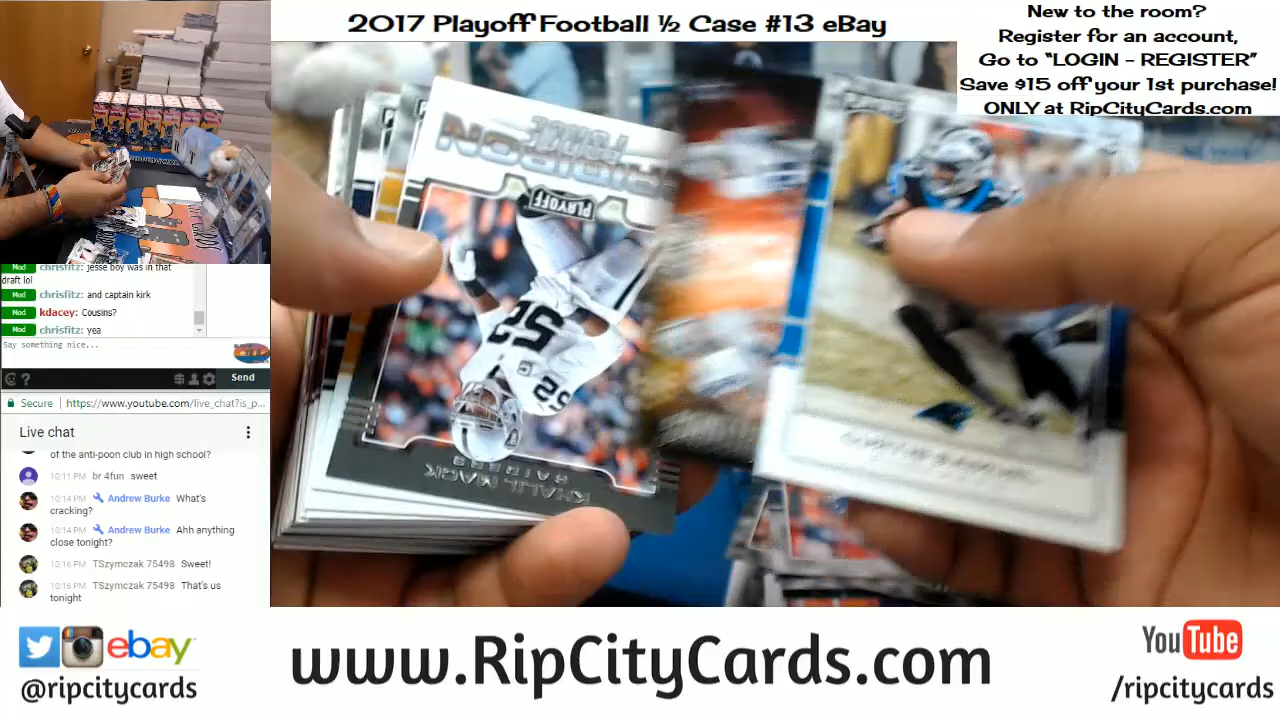 2017 Playoff Football ½ Case #13 eBay
New to the room?
Register for an account,
Go to "LOGIN - REGISTER"
Save $15 off your 1st purchase!
ONLY at RipCityCards.com
Mod chrisfitz: jesse boy was in that
draft lol
Mod chrisfitz: and captain kirk
Mod kdacey: Cousins?
Mod chrisfitz: yea
Say something nice...
Send
Secure https://www.youtube.com/live_chat?is_p...
Live chat
of the anti-poon club in high school?
10:11 PM br 4fun sweet
10:14 PM Andrew Burke What's
cracking?
10:14 PM Andrew Burke Ahh anything
close tonight?
10:16 PM TSzymczak 75498 Sweet!
10:16 PM TSzymczak 75498 That's us
tonight
PLAYOFF
52
52
KHALIL MACK
RAIDERS
ebay
@ripcitycards
www.RipCityCards.com
YouTube
/ripcitycards